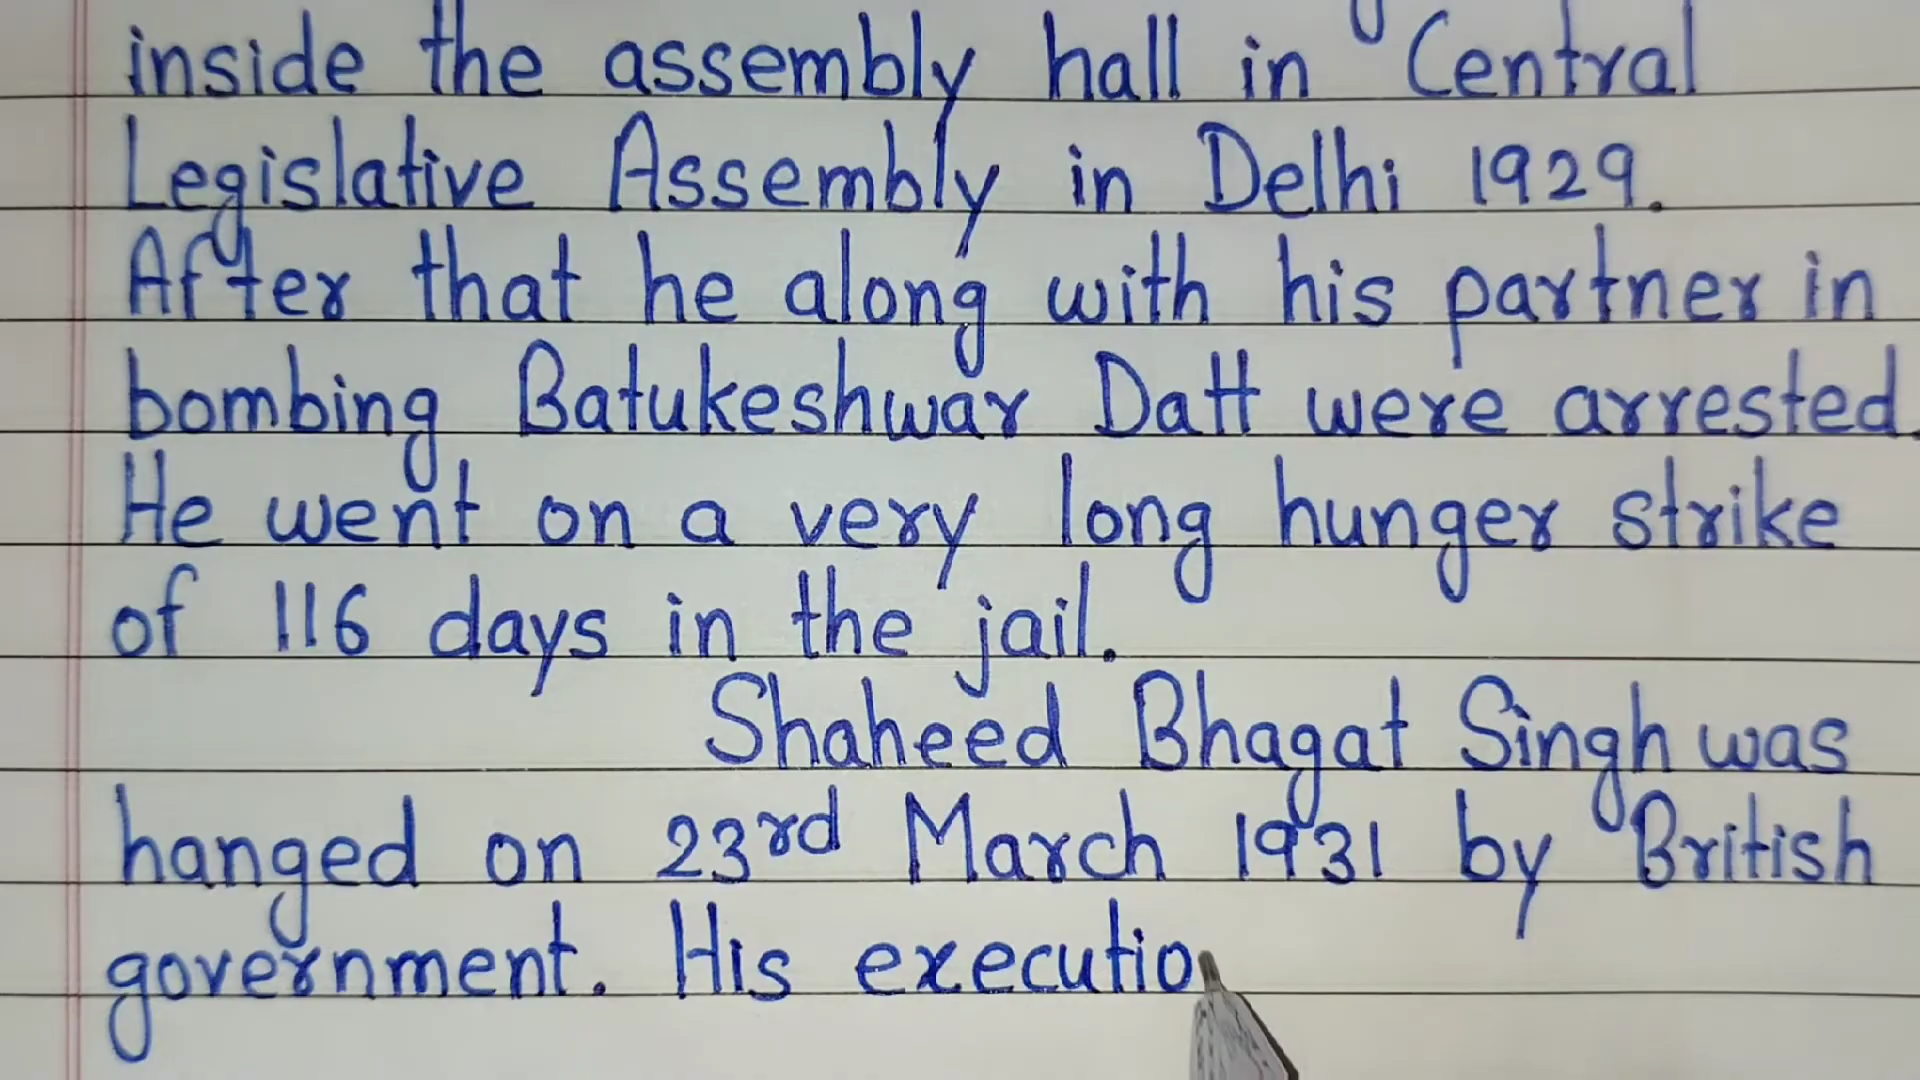 inside the assembly hall in Central
Legislative Assembly in Delhi 1929.
After that he along with his partner in
bombing Batukeshwar Datt were arrested.
He went on a very long hunger strike
of 116 days in the jail.
Shaheed Bhagat Singh was
hanged on 23rd March 1931 by British
government. His executio